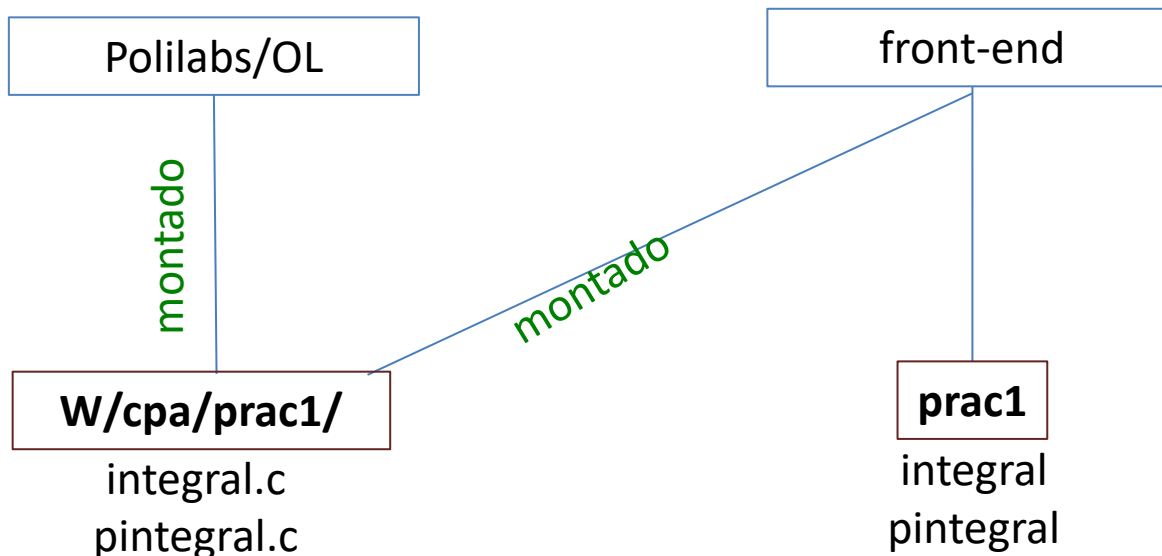 Polilabs/OL
front-end
montado
montado
W/cpa/prac1/
prac1
integral.c
integral
pintegral.c
pintegral